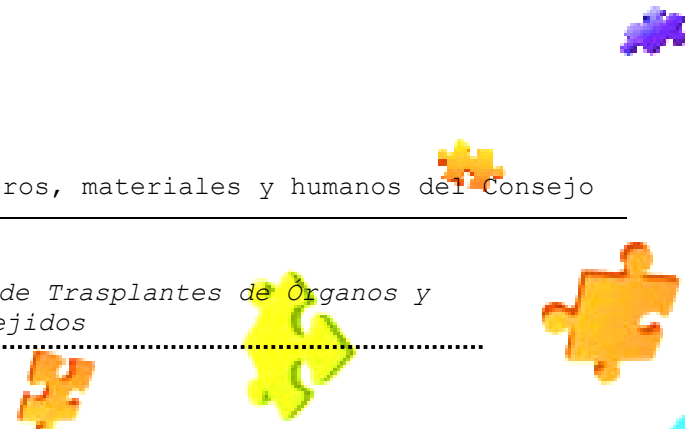 ros, materiales y humanos del Consejo
de Trasplantes de Órganos y
ejidos